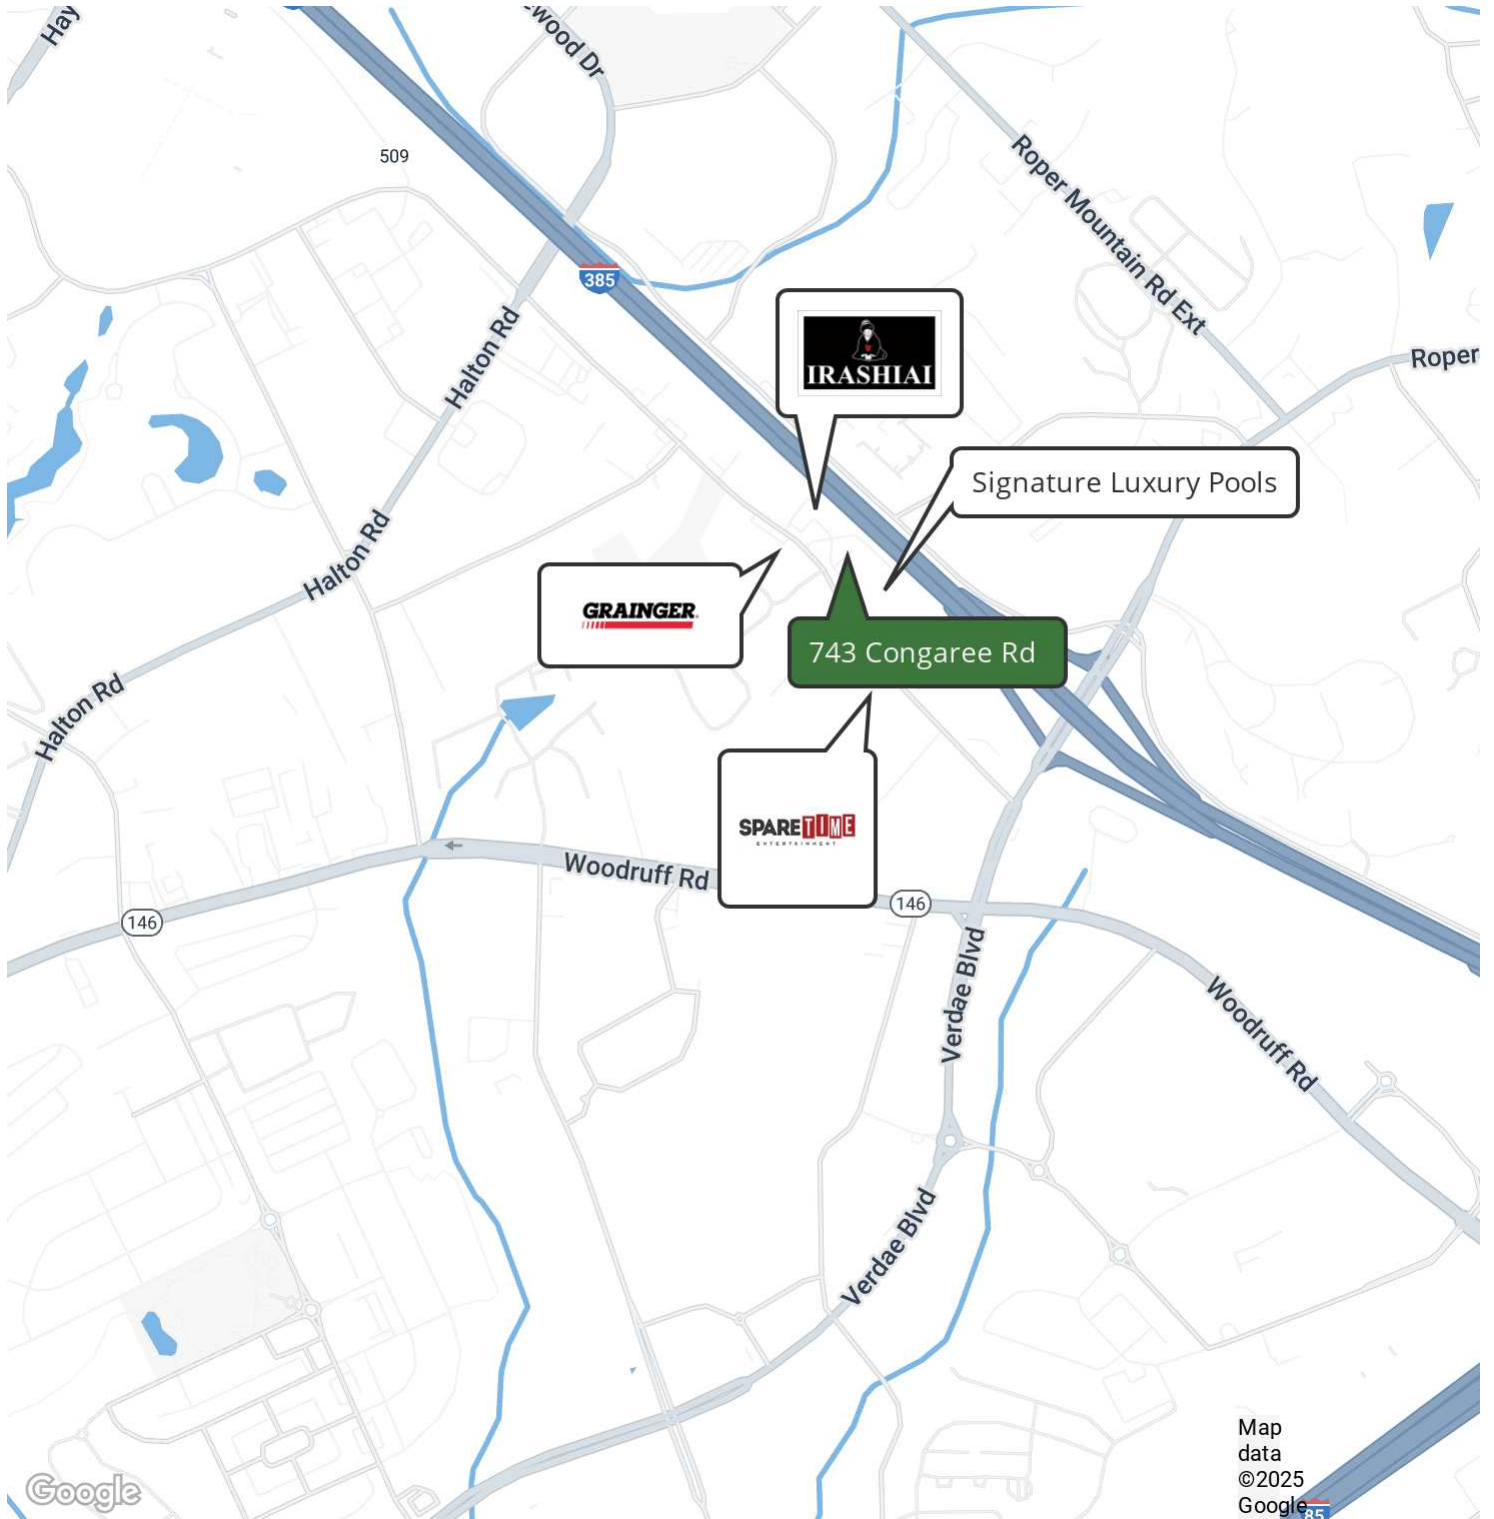 Hay
wood Dr
509
Roper Mountain Rd Ext
385
Halton Rd
IRASHIAI
Roper
Signature Luxury Pools
Halton Rd
GRAINGER
743 Congaree Rd
Halton Rd
SPARETIME
ENTERTAINMENT
Woodruff Rd
146
146
Verdae Blvd
Woodruff Rd
Verdae Blvd
Map
data
©2025
Google
Google
85